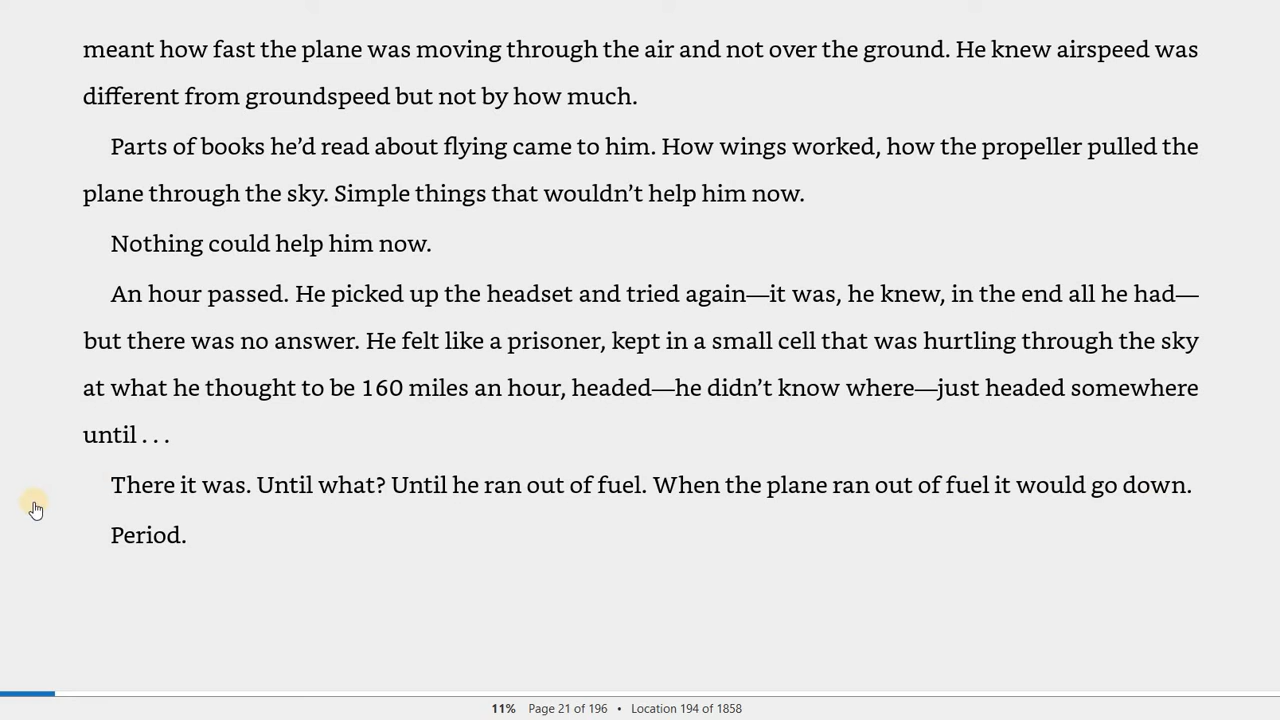 meant how fast the plane was moving through the air and not over the ground. He knew airspeed was
different from groundspeed but not by how much.
Parts of books he’d read about flying came to him. How wings worked, how the propeller pulled the
plane through the sky. Simple things that wouldn’t help him now.
Nothing could help him now.
An hour passed. He picked up the headset and tried again—it was, he knew, in the end all he had—
but there was no answer. He felt like a prisoner, kept in a small cell that was hurtling through the sky
at what he thought to be 160 miles an hour, headed—he didn’t know where—just headed somewhere
until . . .
There it was. Until what? Until he ran out of fuel. When the plane ran out of fuel it would go down.
Period.
11% Page 21 of 196 • Location 194 of 1858